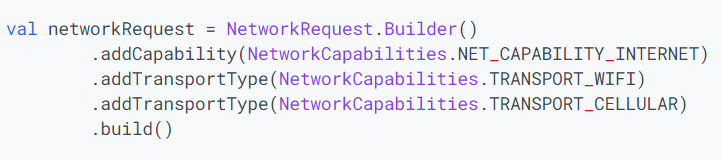 val networkRequest = NetworkRequest.Builder()
        .addCapability(NetworkCapabilities.NET_CAPABILITY_INTERNET)
        .addTransportType(NetworkCapabilities.TRANSPORT_WIFI)
        .addTransportType(NetworkCapabilities.TRANSPORT_CELLULAR)
        .build()